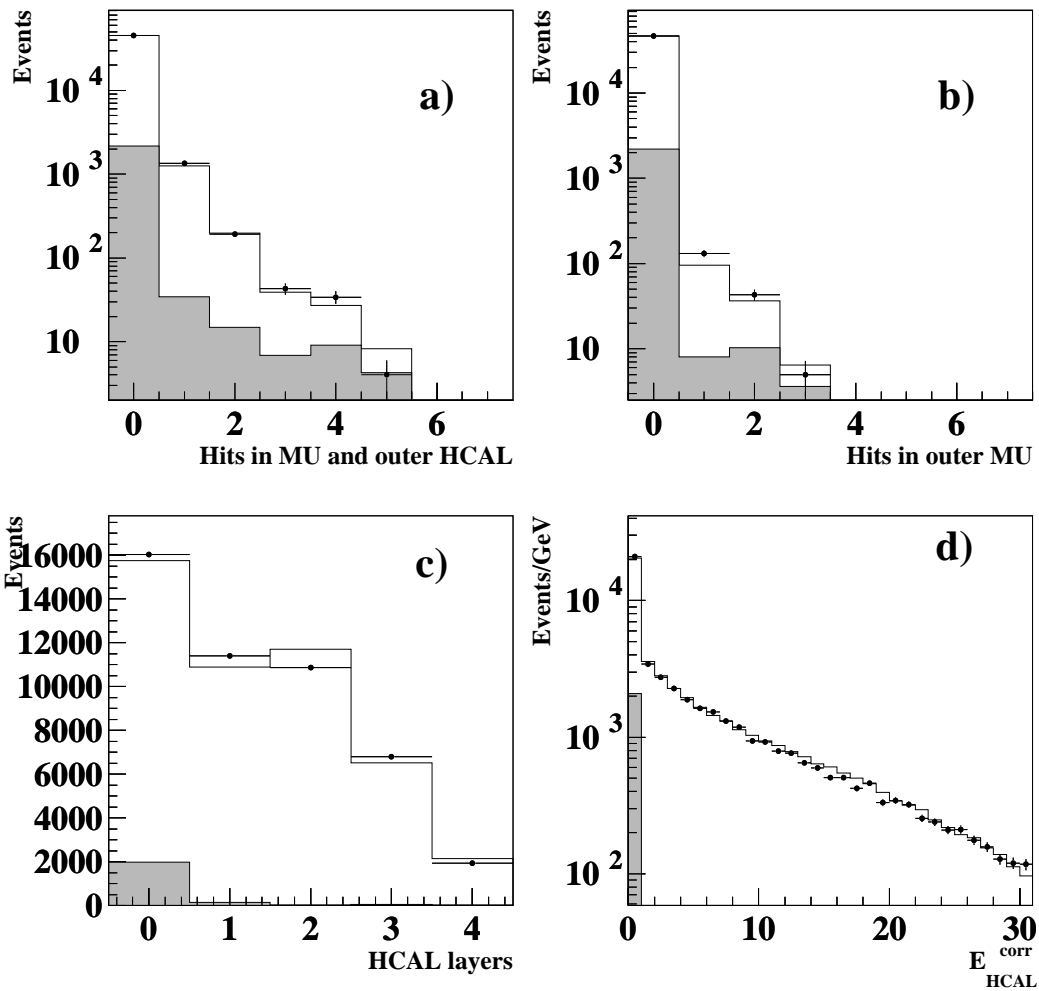 Events
a)
10 4
10 3
10 2
10
0 2 4 6
Hits in MU and outer HCAL
Events
b)
10 4
10 3
10 2
10
0 2 4 6
Hits in outer MU
Events
c)
16000
14000
12000
10000
8000
6000
4000
2000
0
0 1 2 3 4
HCAL layers
Events/GeV
d)
10 4
10 3
10 2
0 10 20 30
E corr HCAL